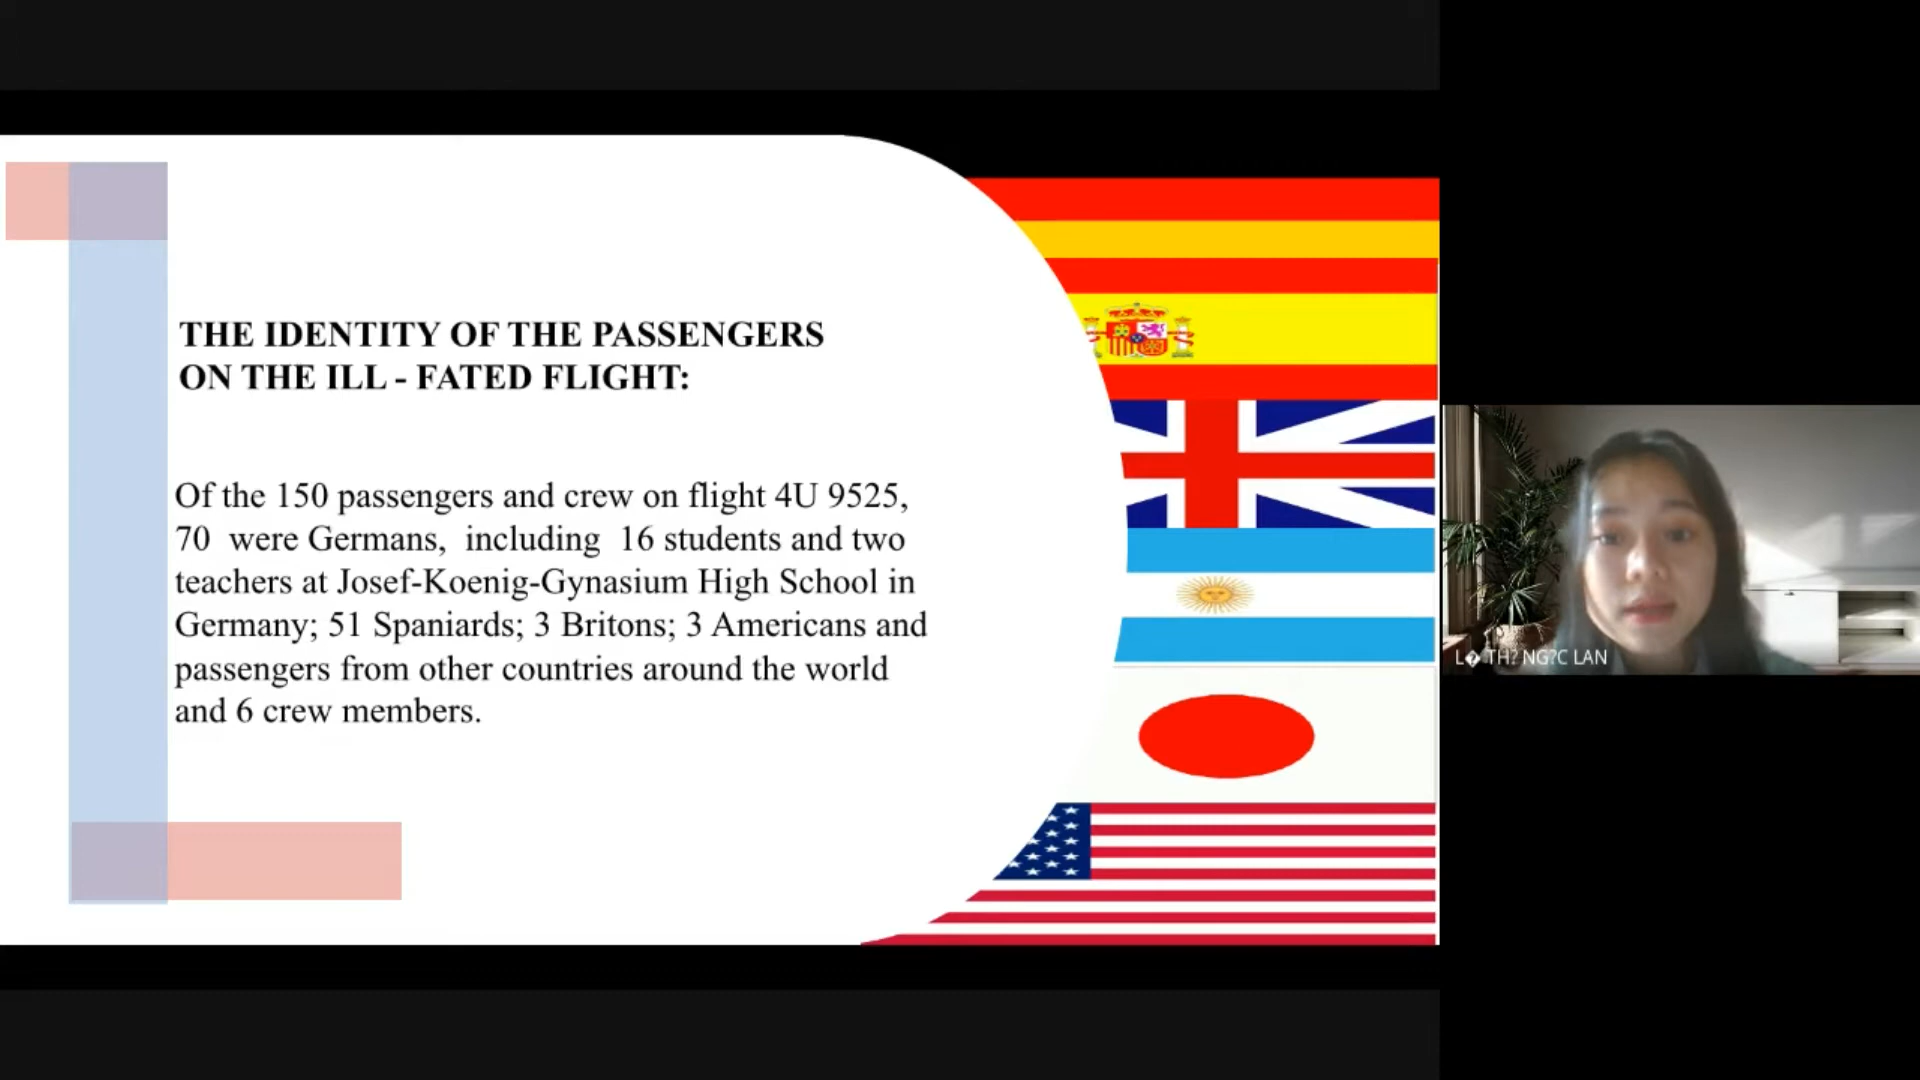 THE IDENTITY OF THE PASSENGERS
ON THE ILL - FATED FLIGHT:
Of the 150 passengers and crew on flight 4U 9525,
70 were Germans, including 16 students and two
teachers at Josef-Koenig-Gynasium High School in
Germany; 51 Spaniards; 3 Britons; 3 Americans and
passengers from other countries around the world
and 6 crew members.
L� TH? NG?C LAN